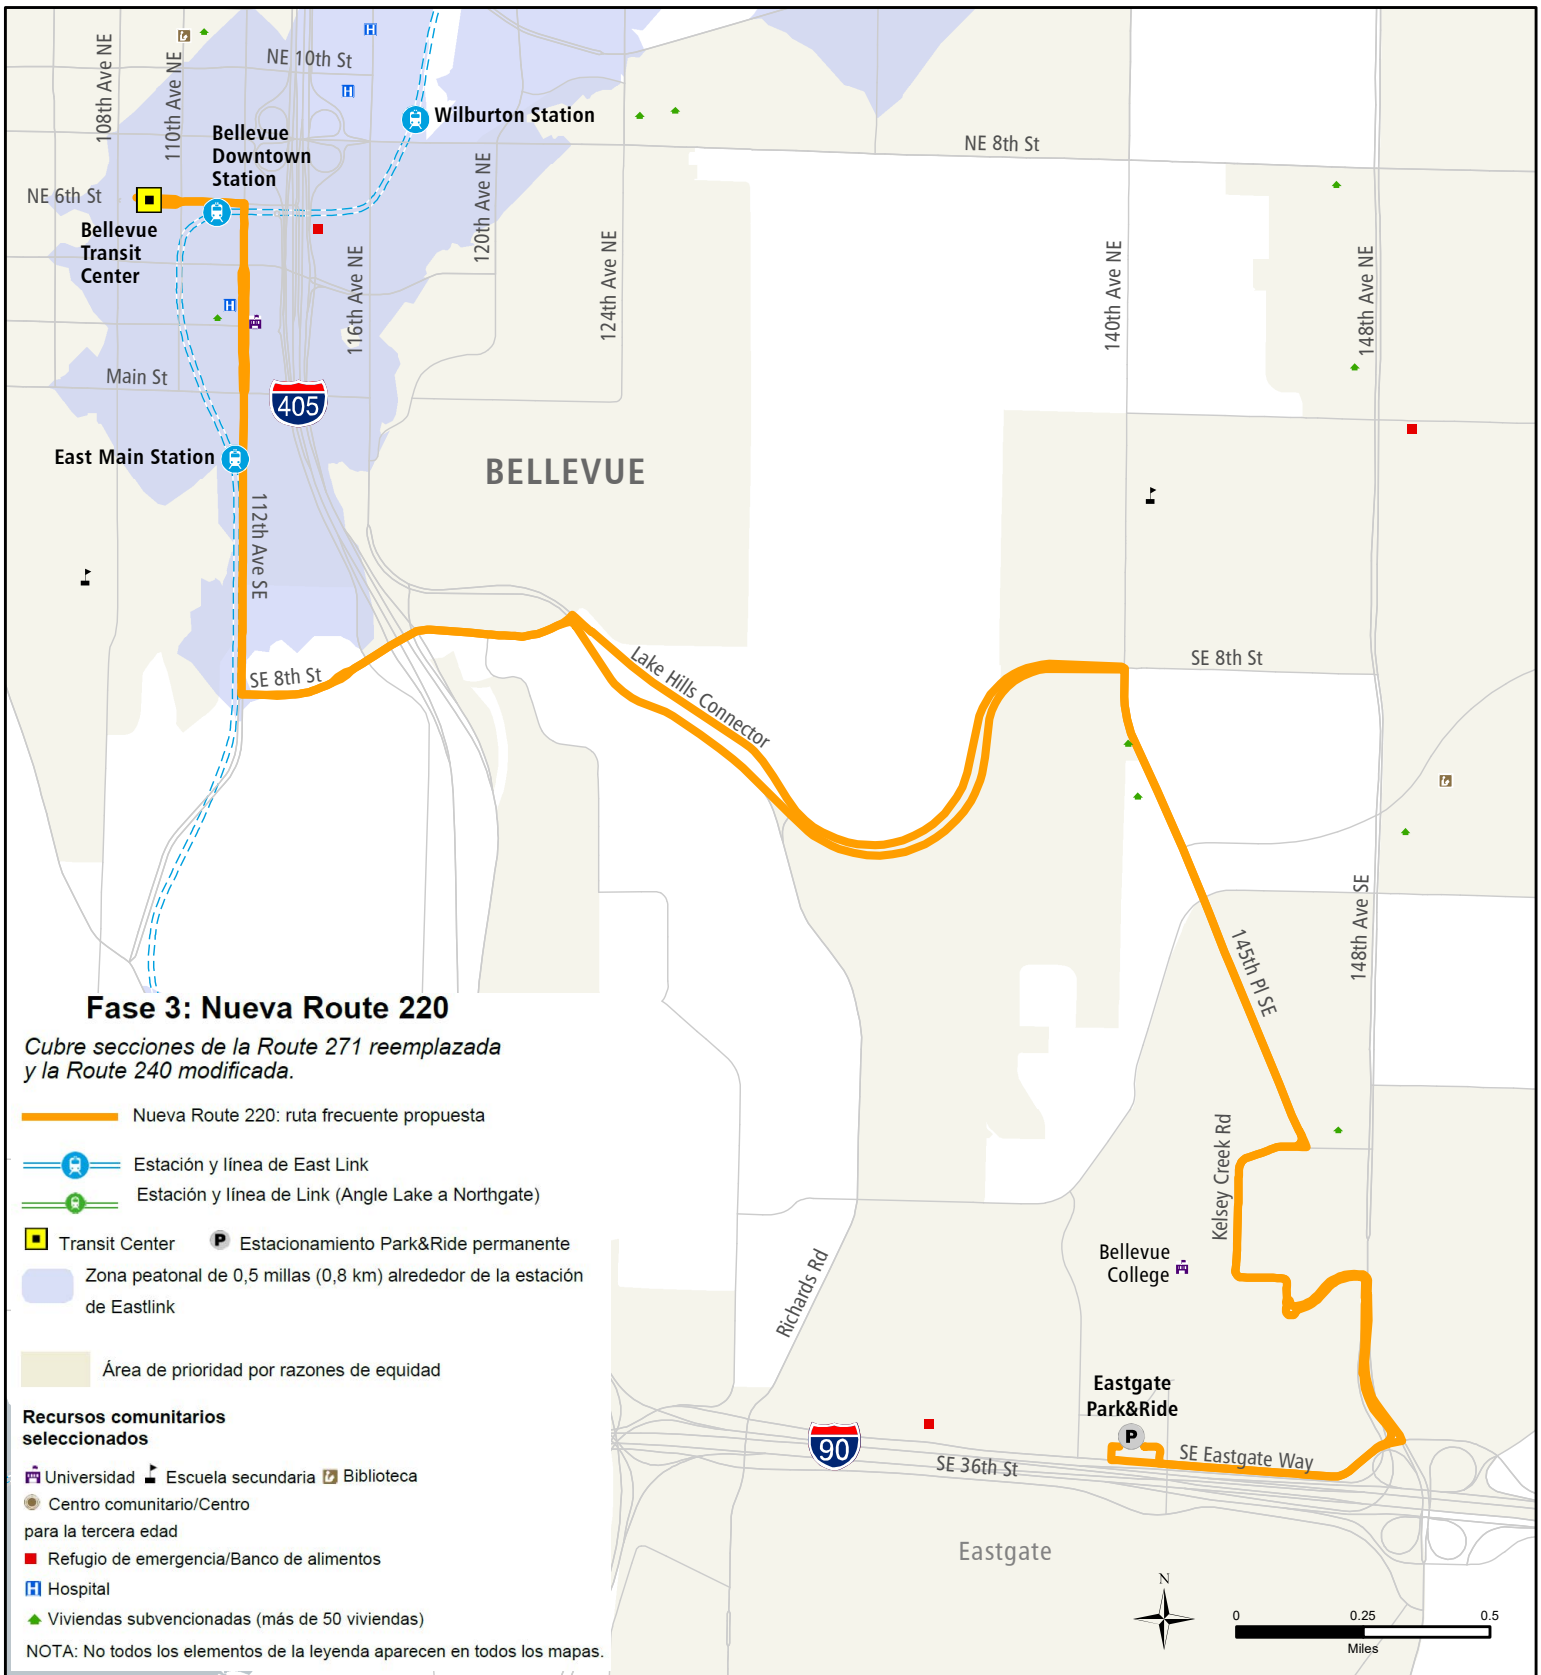 108th Ave NE
110th Ave NE
NE 10th St
Wilburton Station
Bellevue
Downtown
Station
NE 8th St
120th Ave NE
NE 6th St
Bellevue
Transit
Center
116th Ave NE
124th Ave NE
140th Ave NE
148th Ave NE
Main St
405
East Main Station
BELLEVUE
112th Ave SE
SE 8th St
Lake Hills Connector
SE 8th St
148th Ave SE
145th Pl SE
Kelsey Creek Rd
Bellevue
College
Richards Rd
Eastgate
Park&Ride
P
90
SE 36th St
SE Eastgate Way
Eastgate
N
0 0.25 0.5
Miles
Fase 3: Nueva Route 220
Cubre secciones de la Route 271 reemplazada
y la Route 240 modificada.
Nueva Route 220: ruta frecuente propuesta
Estación y línea de East Link
Estación y línea de Link (Angle Lake a Northgate)
Transit Center P Estacionamiento Park&Ride permanente
Zona peatonal de 0,5 millas (0,8 km) alrededor de la estación
de Eastlink
Área de prioridad por razones de equidad
Recursos comunitarios
seleccionados
Universidad Escuela secundaria Biblioteca
Centro comunitario/Centro
para la tercera edad
Refugio de emergencia/Banco de alimentos
H Hospital
Viviendas subvencionadas (más de 50 viviendas)
NOTA: No todos los elementos de la leyenda aparecen en todos los mapas.